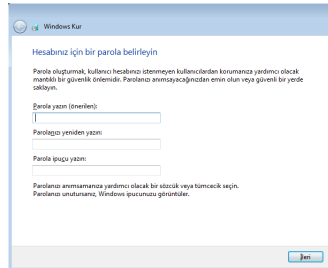 Windows Kur
Hesabınız için bir parola belirleyin
Parola oluşturmak, kullanıcı hesabınızı istenmeyen kullanıcılardan korumanıza yardımcı olacak
mantıklı bir güvenlik önlemidir. Parolanızı anımsayacağınızdan emin olun veya güvenli bir yerde
saklayın.
Parola yazın (önerilen):
Parolanızı yeniden yazın:
Parola ipucu yazın:
Parolanızı anımsamanıza yardımcı olacak bir sözcük veya tümcecik seçin.
Parolanızı unutursanız, Windows ipucunuzu görüntüler.
İleri